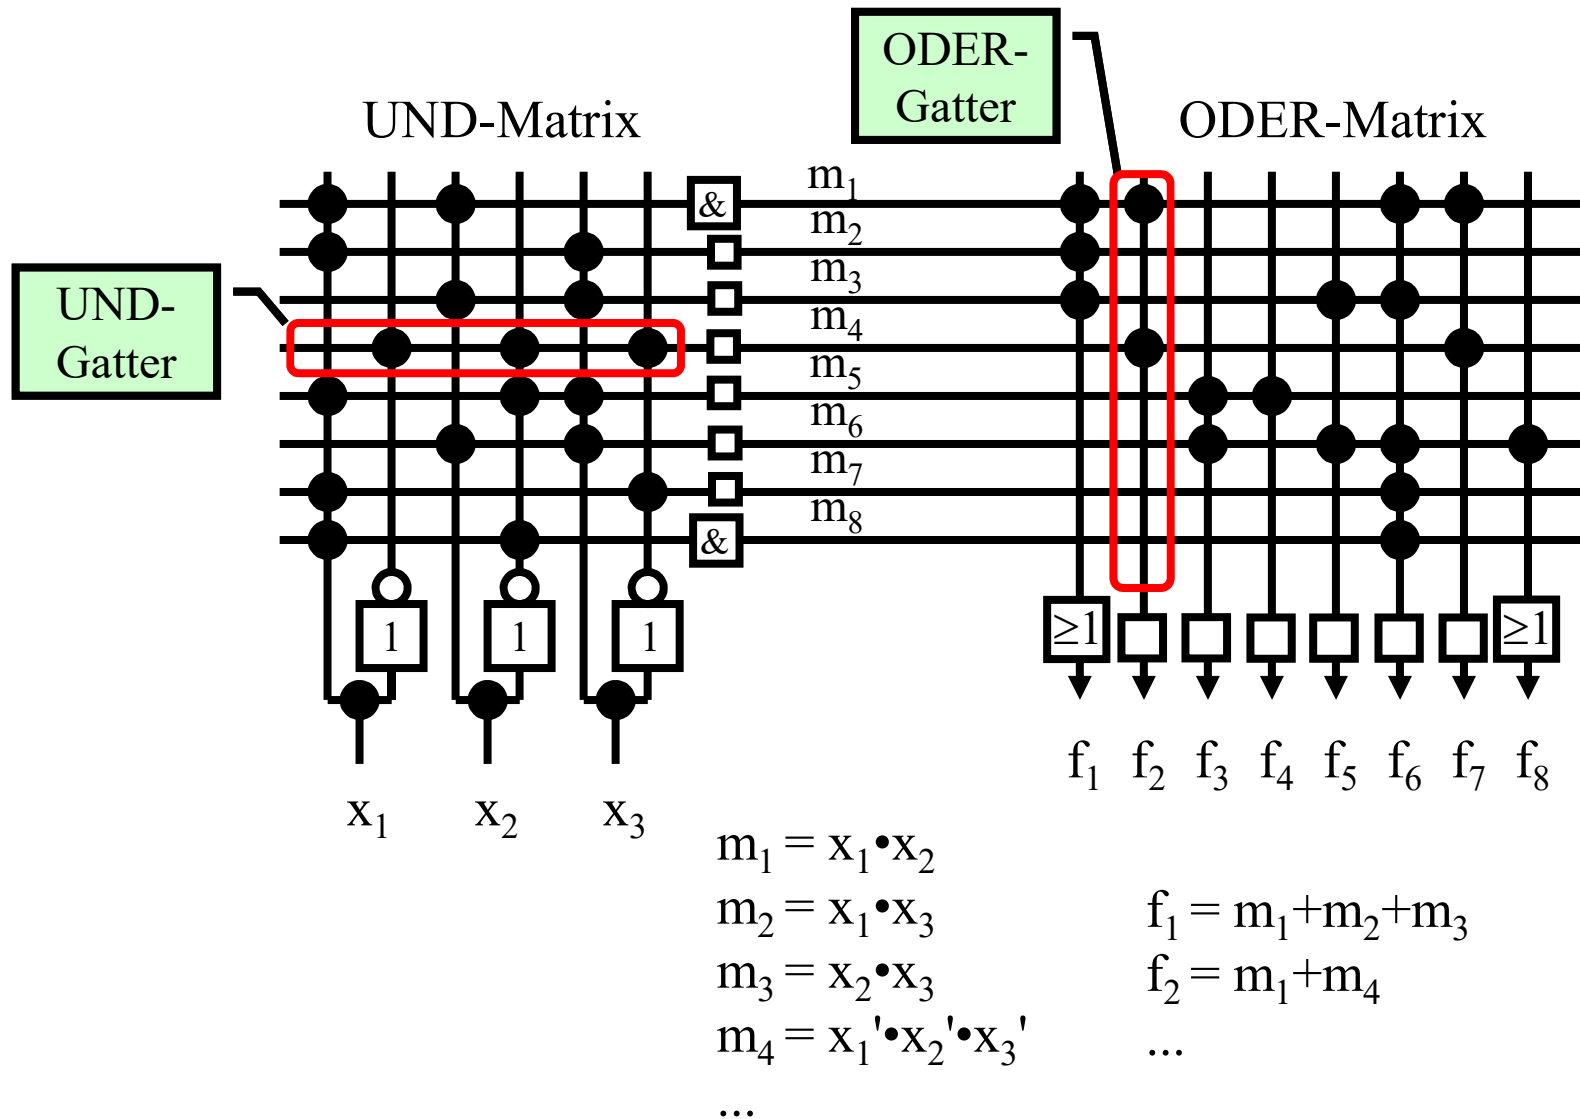 ODER-
Gatter
UND-Matrix
ODER-Matrix
UND-
Gatter
&
m₁
m₂
m₃
m₄
m₅
m₆
m₇
m₈
&
1 1 1
≥1 ≥1
f₁ f₂ f₃ f₄ f₅ f₆ f₇ f₈
x₁ x₂ x₃
m₁ = x₁•x₂
m₂ = x₁•x₃
m₃ = x₂•x₃
m₄ = x₁'•x₂'•x₃'
...
f₁ = m₁+m₂+m₃
f₂ = m₁+m₄
...